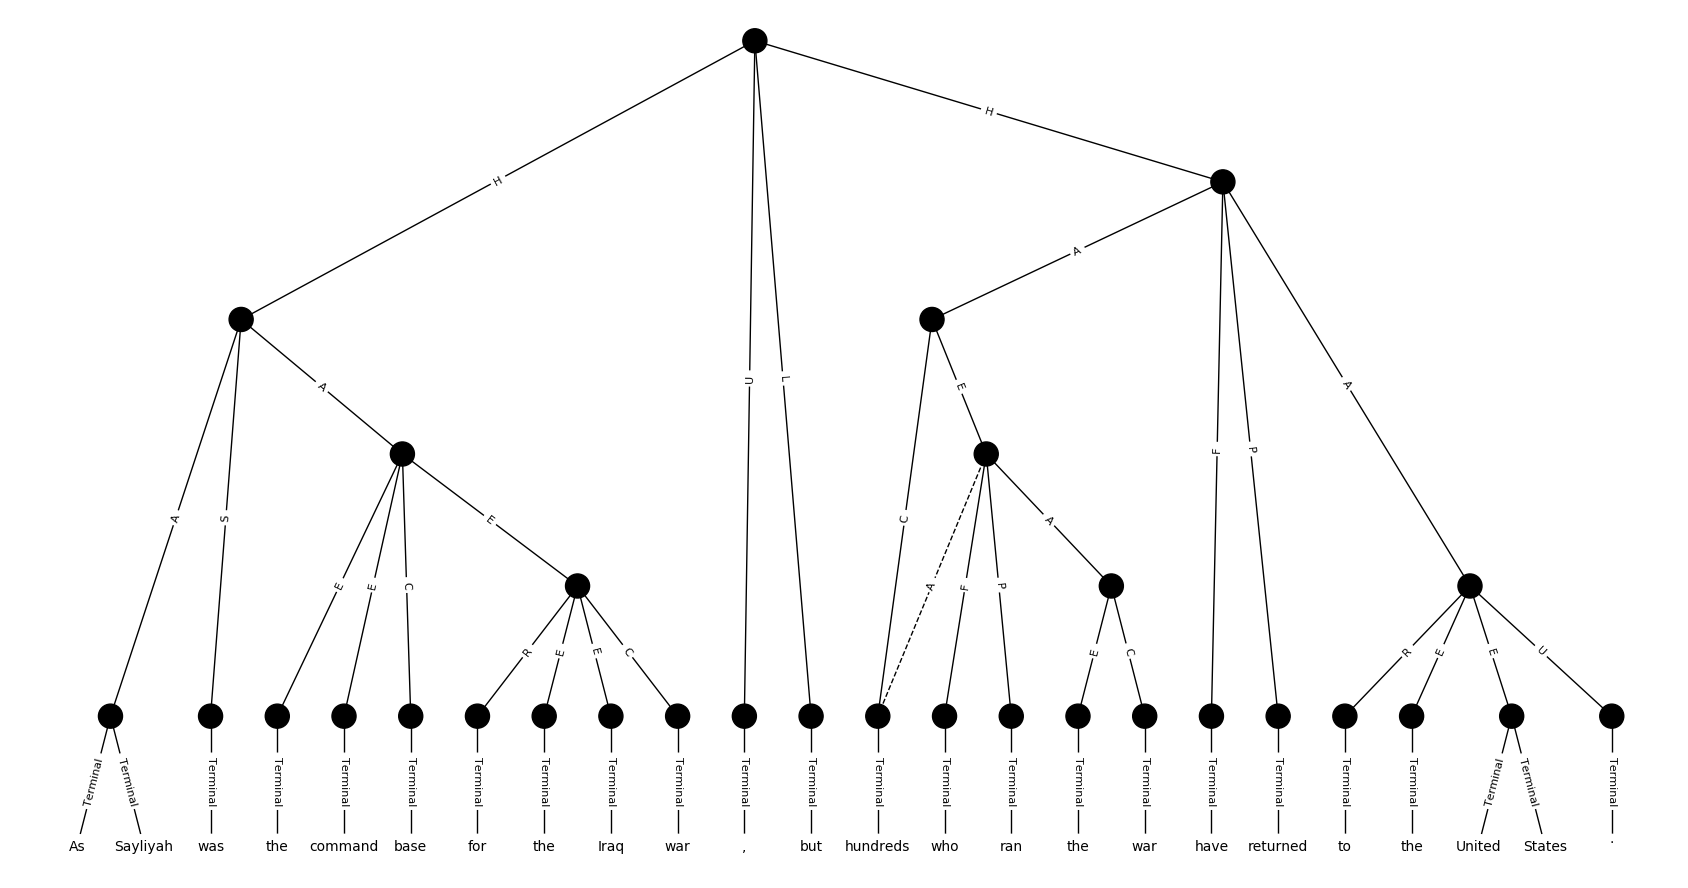 H
H
A
A
A
U
L
E
F
P
A
A
S
C
A
E
E
E
C
A
F
P
R
E
E
C
E
C
R
E
E
U
Terminal Terminal Terminal Terminal Terminal Terminal Terminal Terminal Terminal Terminal Terminal Terminal Terminal Terminal Terminal Terminal Terminal Terminal Terminal Terminal Terminal Terminal Terminal Terminal
As Sayliyah was the command base for the Iraq war , but hundreds who ran the war have returned to the United States .